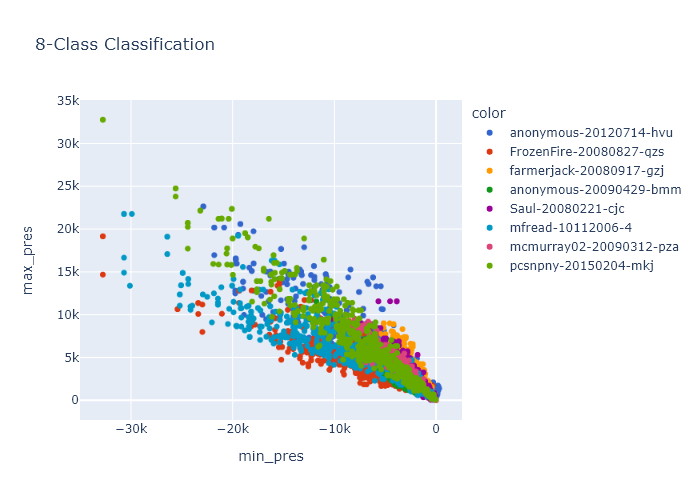 8-Class Classification
max_pres
35k
30k
25k
20k
15k
10k
5k
0
−30k
−20k
−10k
0
min_pres
color
anonymous-20120714-hvu
FrozenFire-20080827-qzs
farmerjack-20080917-gzj
anonymous-20090429-bmm
Saul-20080221-cjc
mfread-10112006-4
mcmurray02-20090312-pza
pcsnpny-20150204-mkj